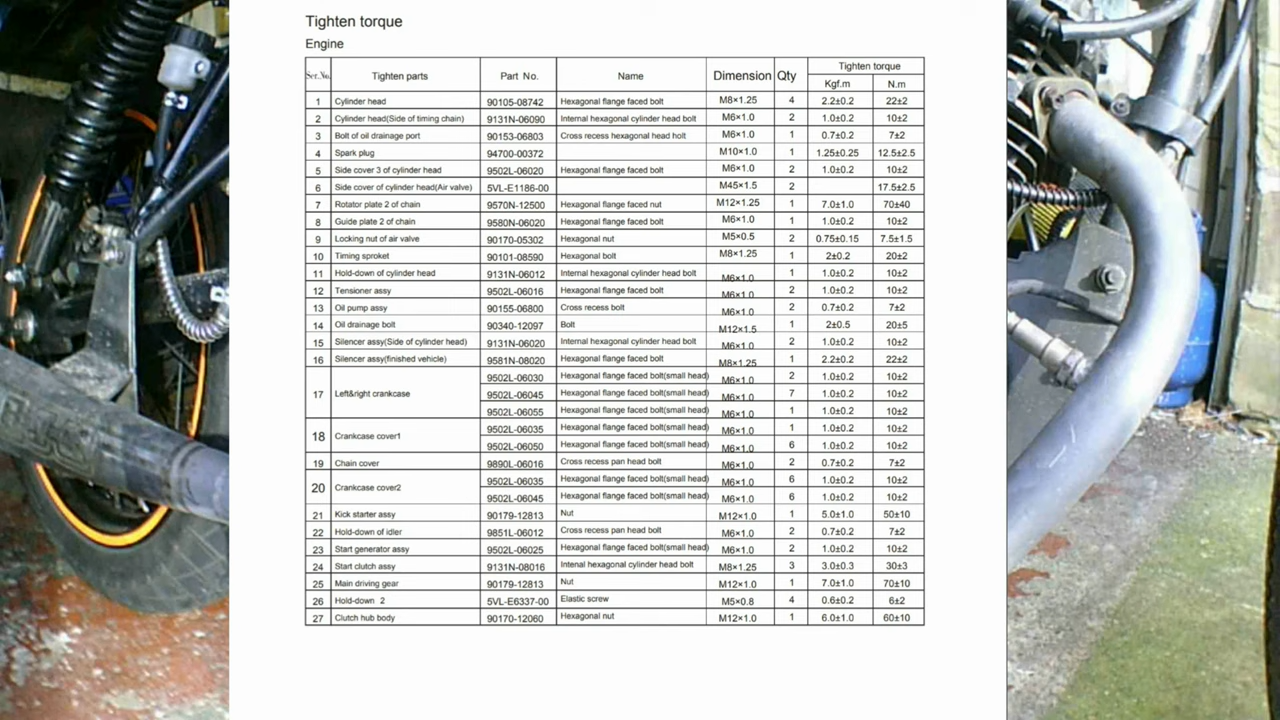 Tighten torque
Engine
Ser.No. Tighten parts Part No. Name Dimension Qty Tighten torque
Kgf.m N.m
1 Cylinder head 90105-08742 Hexagonal flange faced bolt M8×1.25 4 2.2±0.2 22±2
2 Cylinder head(Side of timing chain) 9131N-06090 Internal hexagonal cylinder head bolt M6×1.0 2 1.0±0.2 10±2
3 Bolt of oil drainage port 90153-06803 Cross recess hexagonal head holt M6×1.0 1 0.7±0.2 7±2
4 Spark plug 94700-00372 M10×1.0 1 1.25±0.25 12.5±2.5
5 Side cover 3 of cylinder head 9502L-06020 Hexagonal flange faced bolt M6×1.0 2 1.0±0.2 10±2
6 Side cover of cylinder head(Air valve) 5VL-E1186-00 M45×1.5 2 17.5±2.5
7 Rotator plate 2 of chain 9570N-12500 Hexagonal flange faced nut M12×1.25 1 7.0±1.0 70±40
8 Guide plate 2 of chain 9580N-06020 Hexagonal flange faced bolt M6×1.0 1 1.0±0.2 10±2
9 Locking nut of air valve 90170-05302 Hexagonal nut M5×0.5 2 0.75±0.15 7.5±1.5
10 Timing sproket 90101-08590 Hexagonal bolt M8×1.25 1 2±0.2 20±2
11 Hold-down of cylinder head 9131N-06012 Internal hexagonal cylinder head bolt M6×1.0 1 1.0±0.2 10±2
12 Tensioner assy 9502L-06016 Hexagonal flange faced bolt M6×1.0 2 1.0±0.2 10±2
13 Oil pump assy 90155-06800 Cross recess bolt M6×1.0 2 0.7±0.2 7±2
14 Oil drainage bolt 90340-12097 Bolt M12×1.5 1 2±0.5 20±5
15 Silencer assy(Side of cylinder head) 9131N-06020 Internal hexagonal cylinder head bolt M6×1.0 2 1.0±0.2 10±2
16 Silencer assy(finished vehicle) 9581N-08020 Hexagonal flange faced bolt M8×1.25 1 2.2±0.2 22±2
17 Left&right crankcase 9502L-06030 Hexagonal flange faced bolt(small head) M6×1.0 2 1.0±0.2 10±2
9502L-06045 Hexagonal flange faced bolt(small head) M6×1.0 7 1.0±0.2 10±2
9502L-06055 Hexagonal flange faced bolt(small head) M6×1.0 1 1.0±0.2 10±2
18 Crankcase cover1 9502L-06035 Hexagonal flange faced bolt(small head) M6×1.0 1 1.0±0.2 10±2
9502L-06050 Hexagonal flange faced bolt(small head) M6×1.0 6 1.0±0.2 10±2
19 Chain cover 9890L-06016 Cross recess pan head bolt M6×1.0 2 0.7±0.2 7±2
20 Crankcase cover2 9502L-06035 Hexagonal flange faced bolt(small head) M6×1.0 6 1.0±0.2 10±2
9502L-06045 Hexagonal flange faced bolt(small head) M6×1.0 6 1.0±0.2 10±2
21 Kick starter assy 90179-12813 Nut M12×1.0 1 5.0±1.0 50±10
22 Hold-down of idler 9851L-06012 Cross recess pan head bolt M6×1.0 2 0.7±0.2 7±2
23 Start generator assy 9502L-06025 Hexagonal flange faced bolt(small head) M6×1.0 2 1.0±0.2 10±2
24 Start clutch assy 9131N-08016 Intenal hexagonal cylinder head bolt M8×1.25 3 3.0±0.3 30±3
25 Main driving gear 90179-12813 Nut M12×1.0 1 7.0±1.0 70±10
26 Hold-down 2 5VL-E6337-00 Elastic screw M5×0.8 4 0.6±0.2 6±2
27 Clutch hub body 90170-12060 Hexagonal nut M12×1.0 1 6.0±1.0 60±10